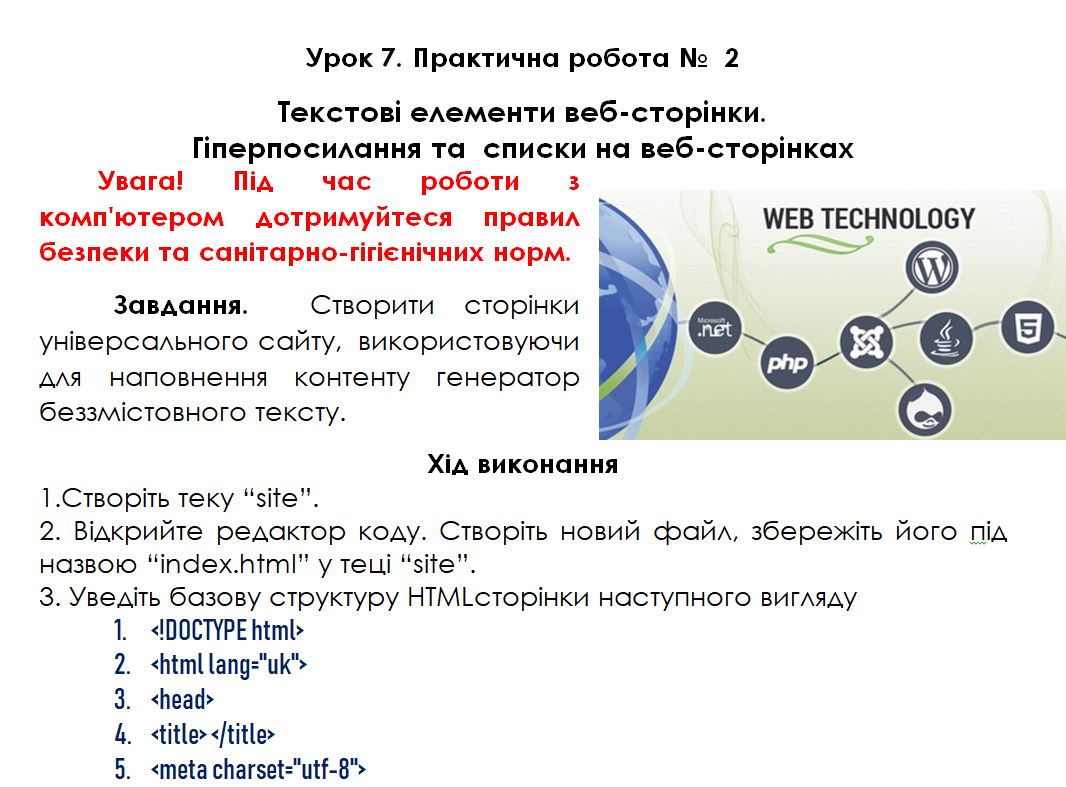 Урок 7. Практична робота № 2
Текстові елементи веб-сторінки.
Гіперпосилання та списки на веб-сторінках
Увага! Під час роботи з
комп'ютером дотримуйтеся правил
безпеки та санітарно-гігієнічних норм.
Завдання. Створити сторінки
універсального сайту, використовуючи
для наповнення контенту генератор
беззмістовного тексту.
WEB TECHNOLOGY
Microsoft
.net
php
Хід виконання
1.Створіть теку “site”.
2. Відкрийте редактор коду. Створіть новий файл, збережіть його під
назвою “index.html” у теці “site”.
3. Уведіть базову структуру HTMLсторінки наступного вигляду
1. <!DOCTYPE html>
2. <html lang="uk">
3. <head>
4. <title> </title>
5. <meta charset="utf-8">